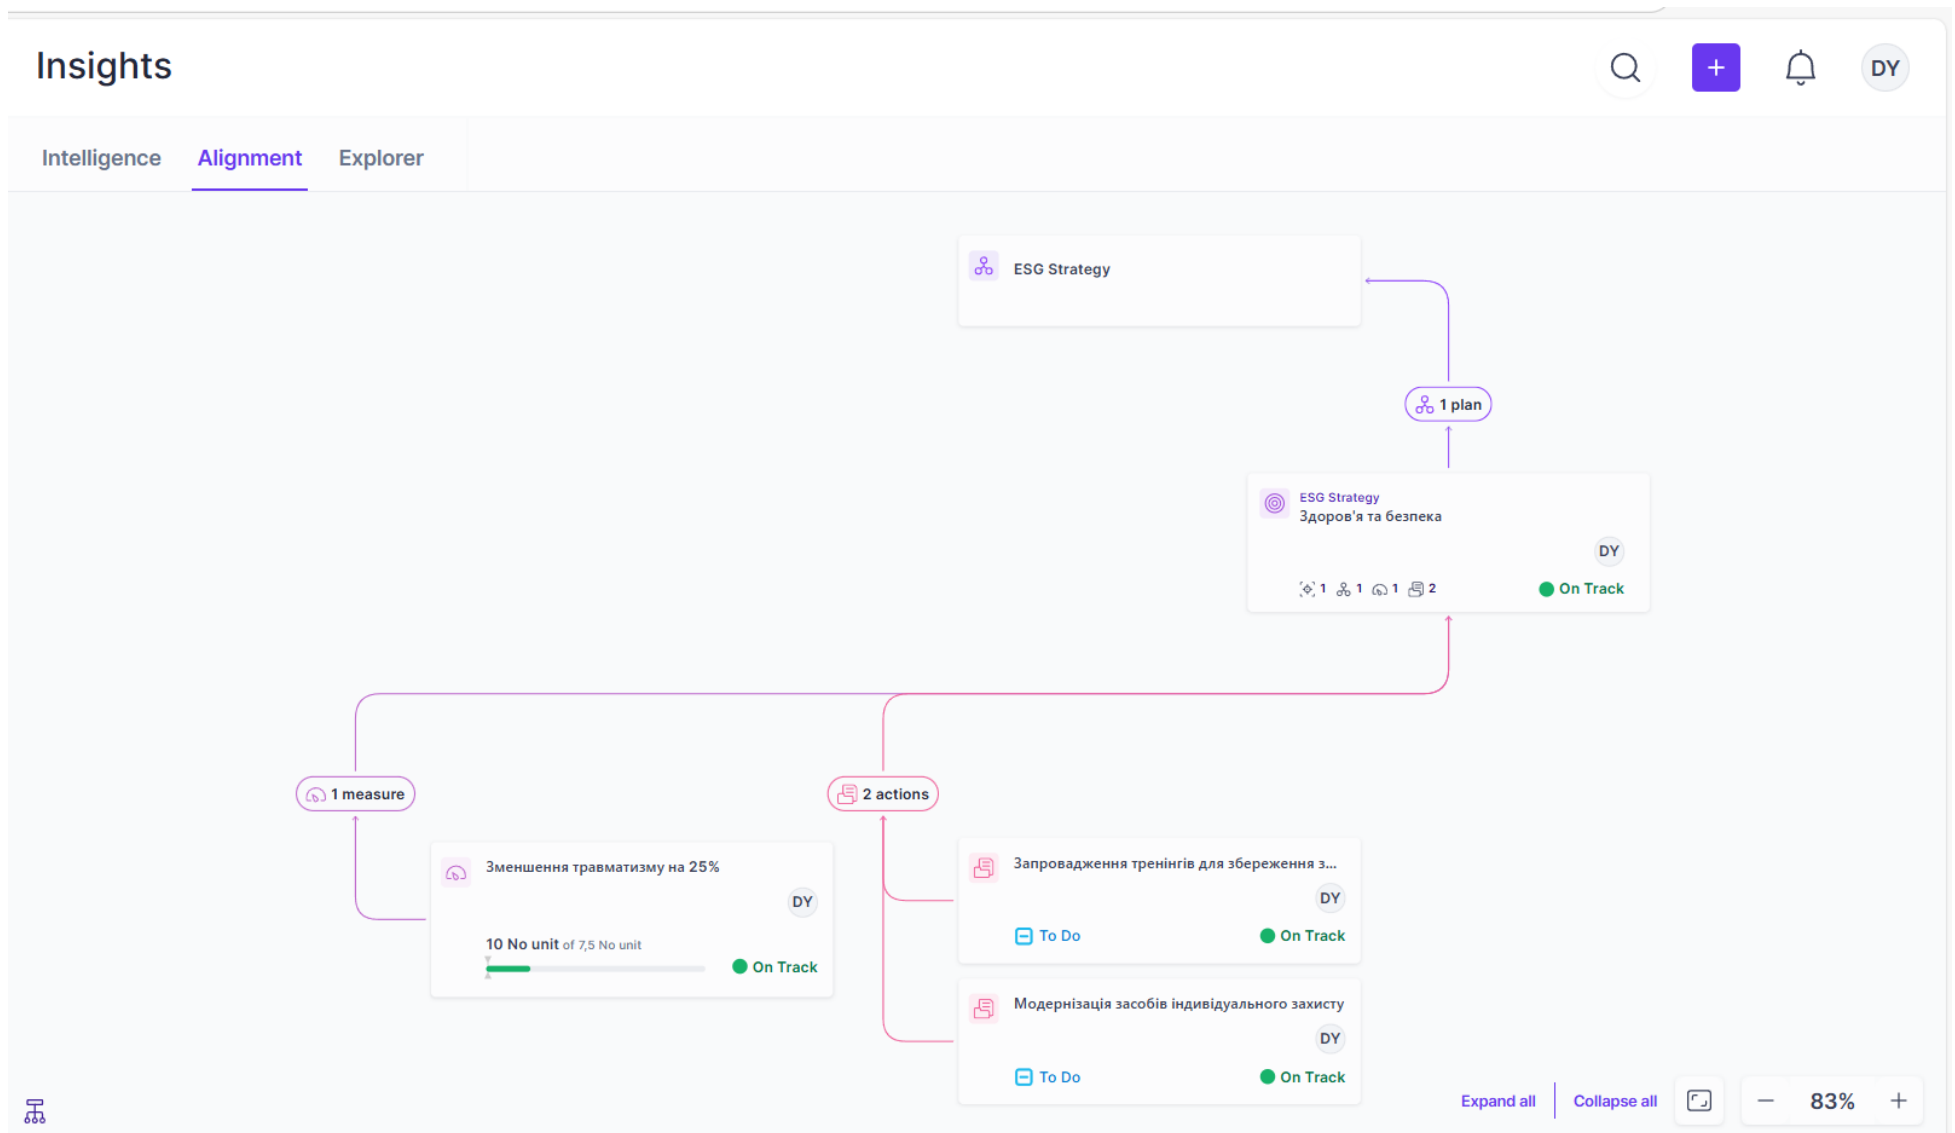 Insights
DY
Intelligence Alignment Explorer
ESG Strategy
1 plan
ESG Strategy
Здоров'я та безпека
DY
1 1 1 2 On Track
1 measure
2 actions
Зменшення травматизму на 25%
DY
10 No unit of 7,5 No unit
On Track
Запровадження тренінгів для збереження з...
DY
To Do On Track
Модернізація засобів індивідуального захисту
DY
To Do On Track
Expand all Collapse all 83%